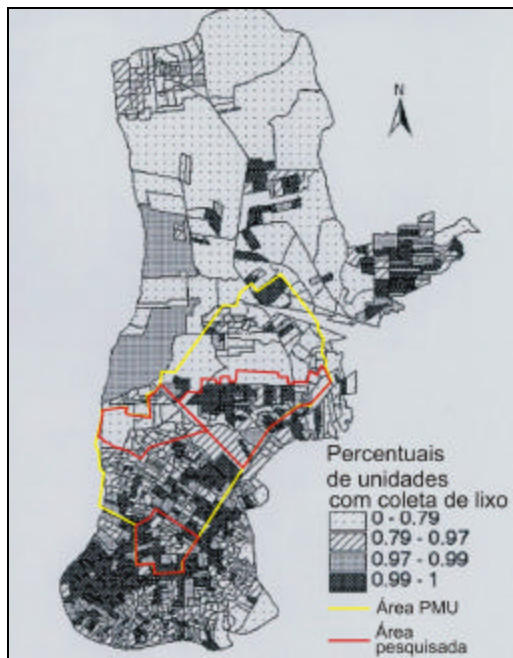 N
Percentuais
de unidades
com coleta de lixo
0 - 0.79
0.79 - 0.97
0.97 - 0.99
0.99 - 1
Área PMU
Área
pesquisada